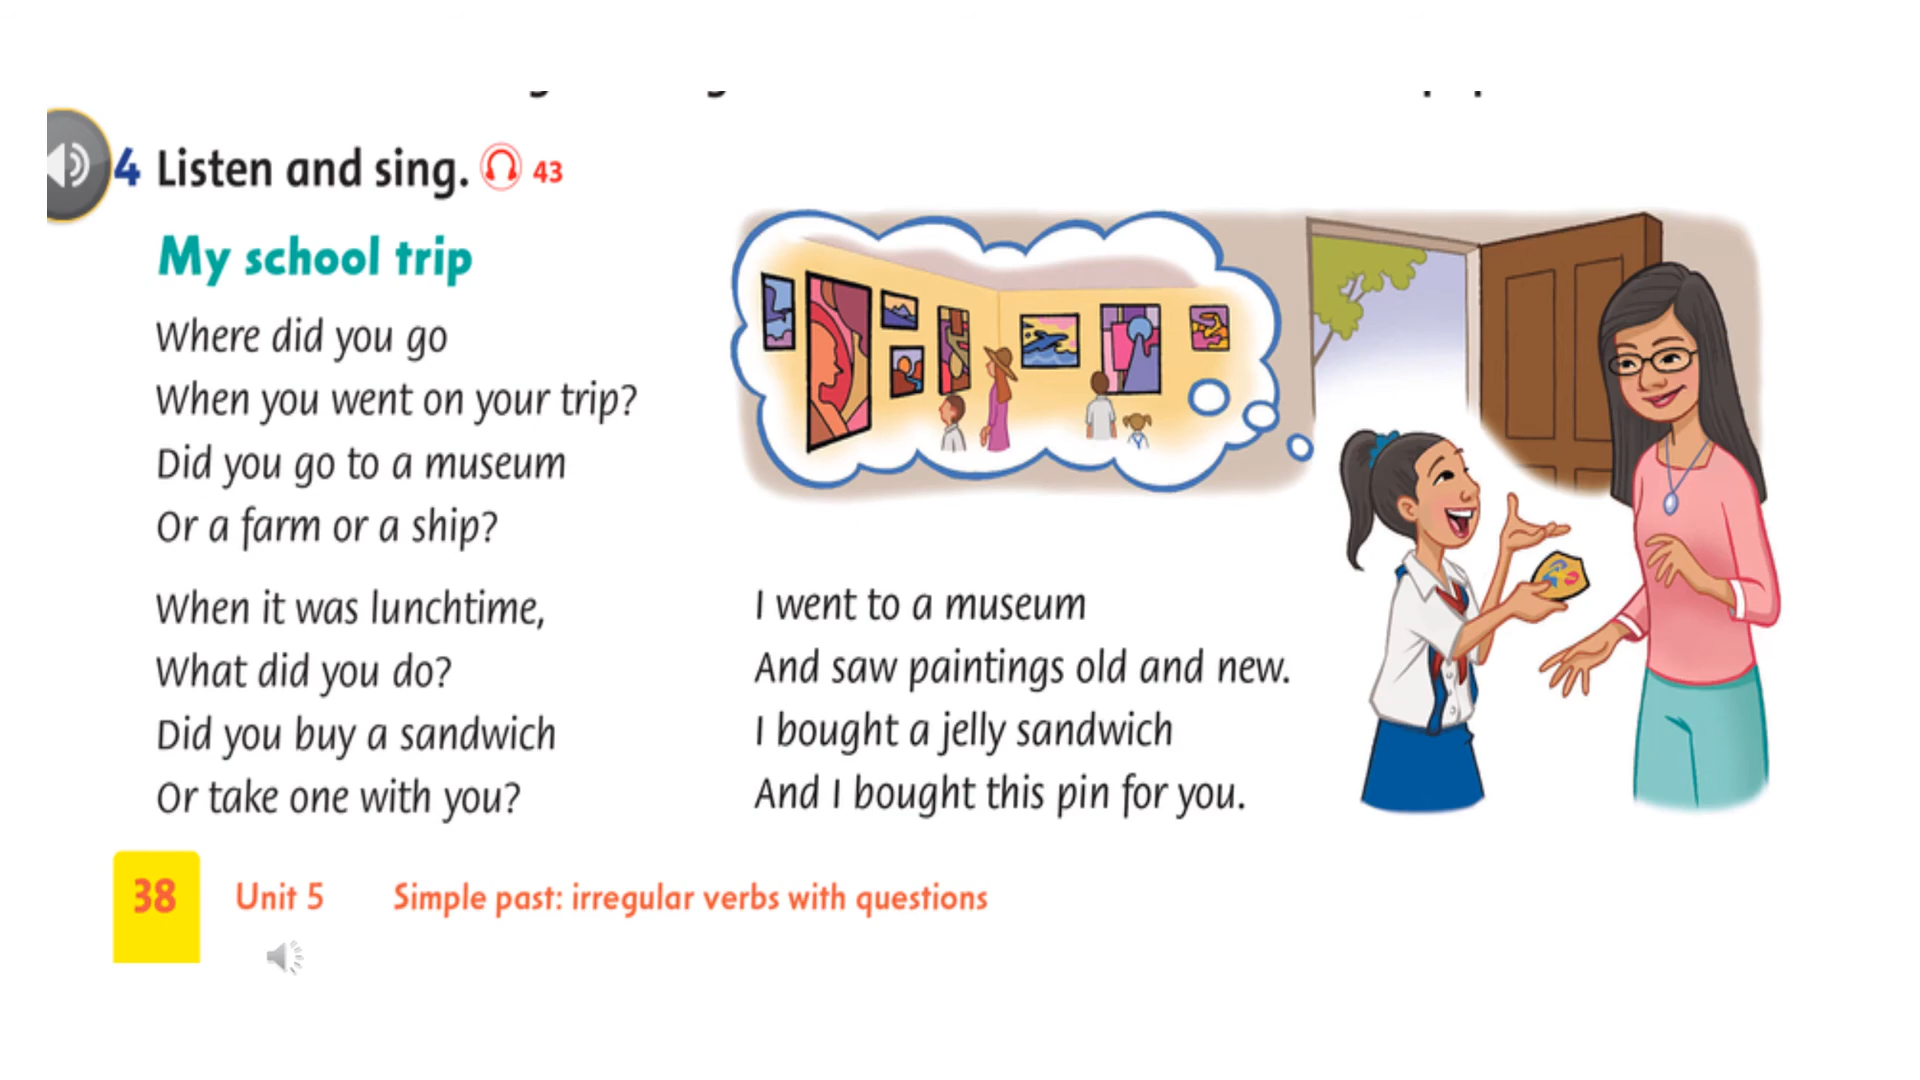 4 Listen and sing. 43
My school trip
Where did you go
When you went on your trip?
Did you go to a museum
Or a farm or a ship?
When it was lunchtime,
What did you do?
Did you buy a sandwich
Or take one with you?
I went to a museum
And saw paintings old and new.
I bought a jelly sandwich
And I bought this pin for you.
38 Unit 5 Simple past: irregular verbs with questions